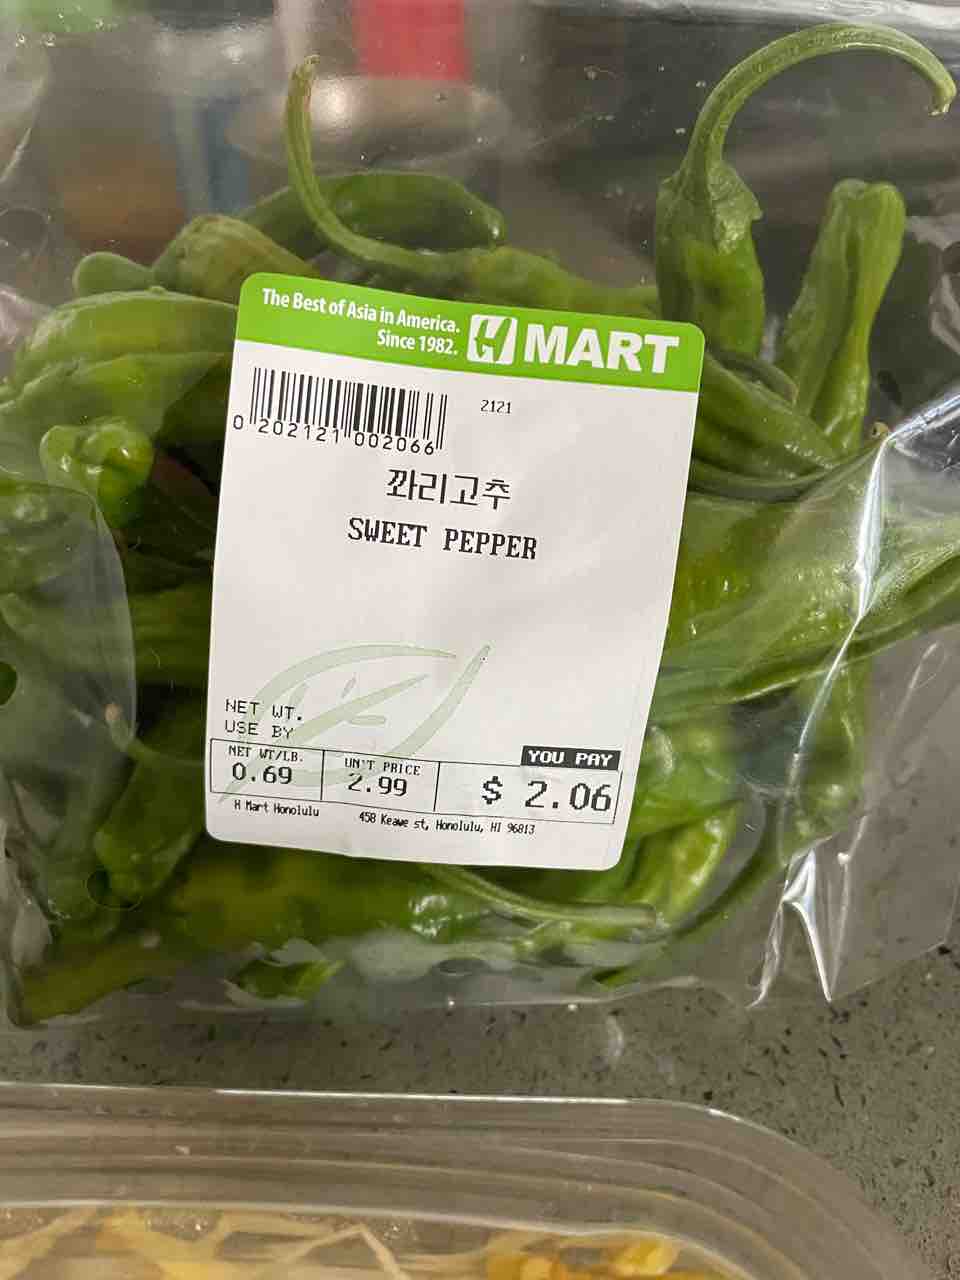 The Best of Asia in America.
Since 1982.
H MART
2121
0 202121 002066
꽈리고추
SWEET PEPPER
NET WT.
USE BY
NET WT/LB.
0.69
UNIT PRICE
2.99
YOU PAY
$ 2.06
H Mart Honolulu
458 Keawe st, Honolulu, HI 96813